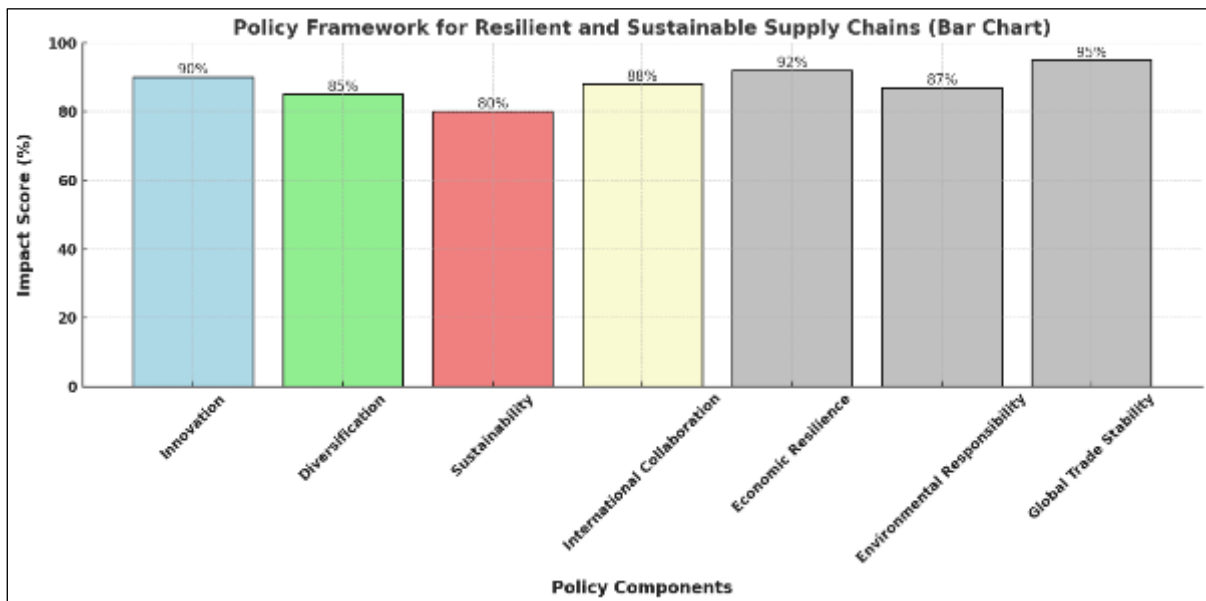 Policy Framework for Resilient and Sustainable Supply Chains (Bar Chart)
100
80
60
40
20
0
Impact Score (%)
90%
85%
80%
88%
92%
87%
95%
Innovation
Diversification
Sustainability
International Collaboration
Economic Resilience
Environmental Responsibility
Global Trade Stability
Policy Components